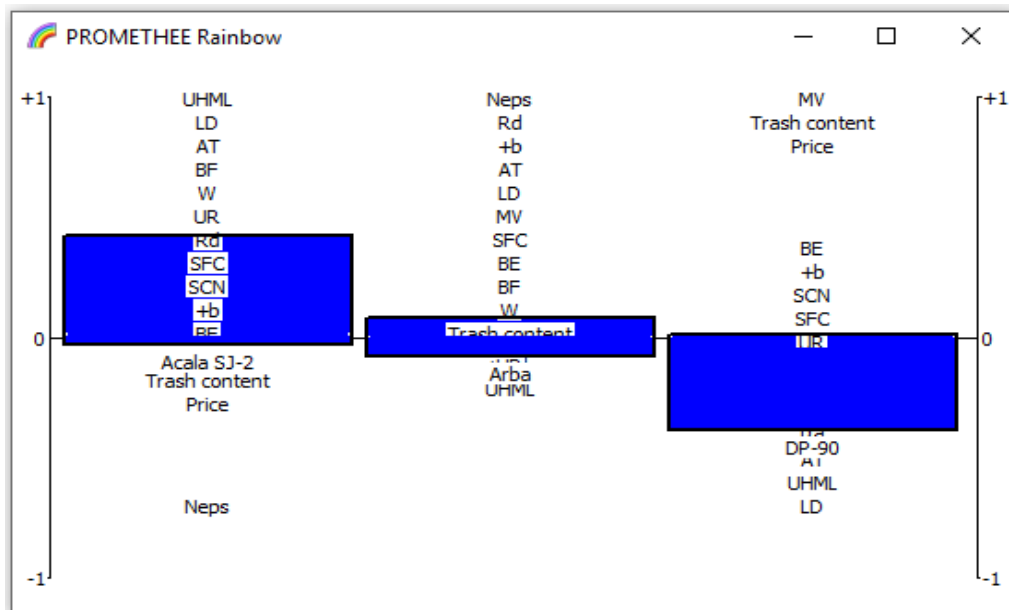 PROMETHEE Rainbow
+1
UHML
LD
AT
BF
W
UR
Rd
SFC
SCN
+b
BE
Acala SJ-2
Trash content
Price
Neps
Neps
Rd
+b
AT
LD
MV
SFC
BE
BF
W
Trash content
Arba
UHML
MV
Trash content
Price
BE
+b
SCN
SFC
UR
DP-90
AT
UHML
LD
+1
0
0
-1
-1